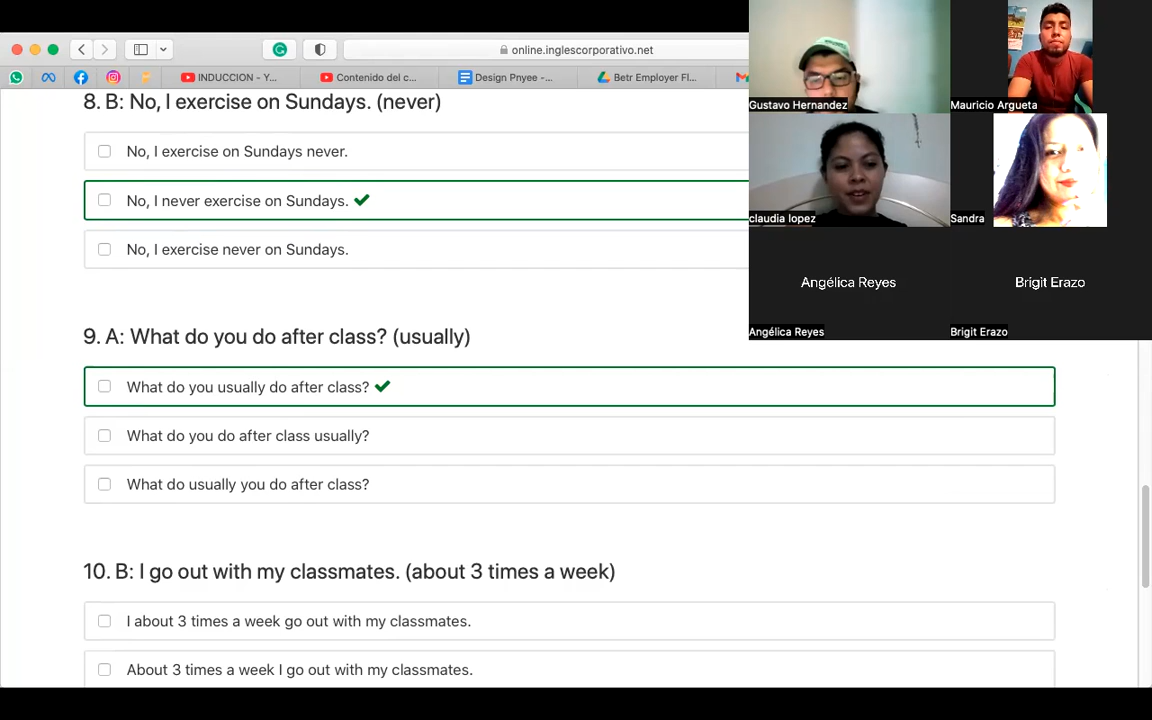 online.inglescorporativo.net
INDUCCION - Y...
Contenido del c...
Design Pnyee -...
Betr Employer Fl...
8. B: No, I exercise on Sundays. (never)
No, I exercise on Sundays never.
No, I never exercise on Sundays.
No, I exercise never on Sundays.
9. A: What do you do after class? (usually)
What do you usually do after class?
What do you do after class usually?
What do usually you do after class?
10. B: I go out with my classmates. (about 3 times a week)
I about 3 times a week go out with my classmates.
About 3 times a week I go out with my classmates.
Gustavo Hernandez
Mauricio Argueta
claudia lopez
Sandra
Angélica Reyes
Brigit Erazo
Angélica Reyes
Brigit Erazo